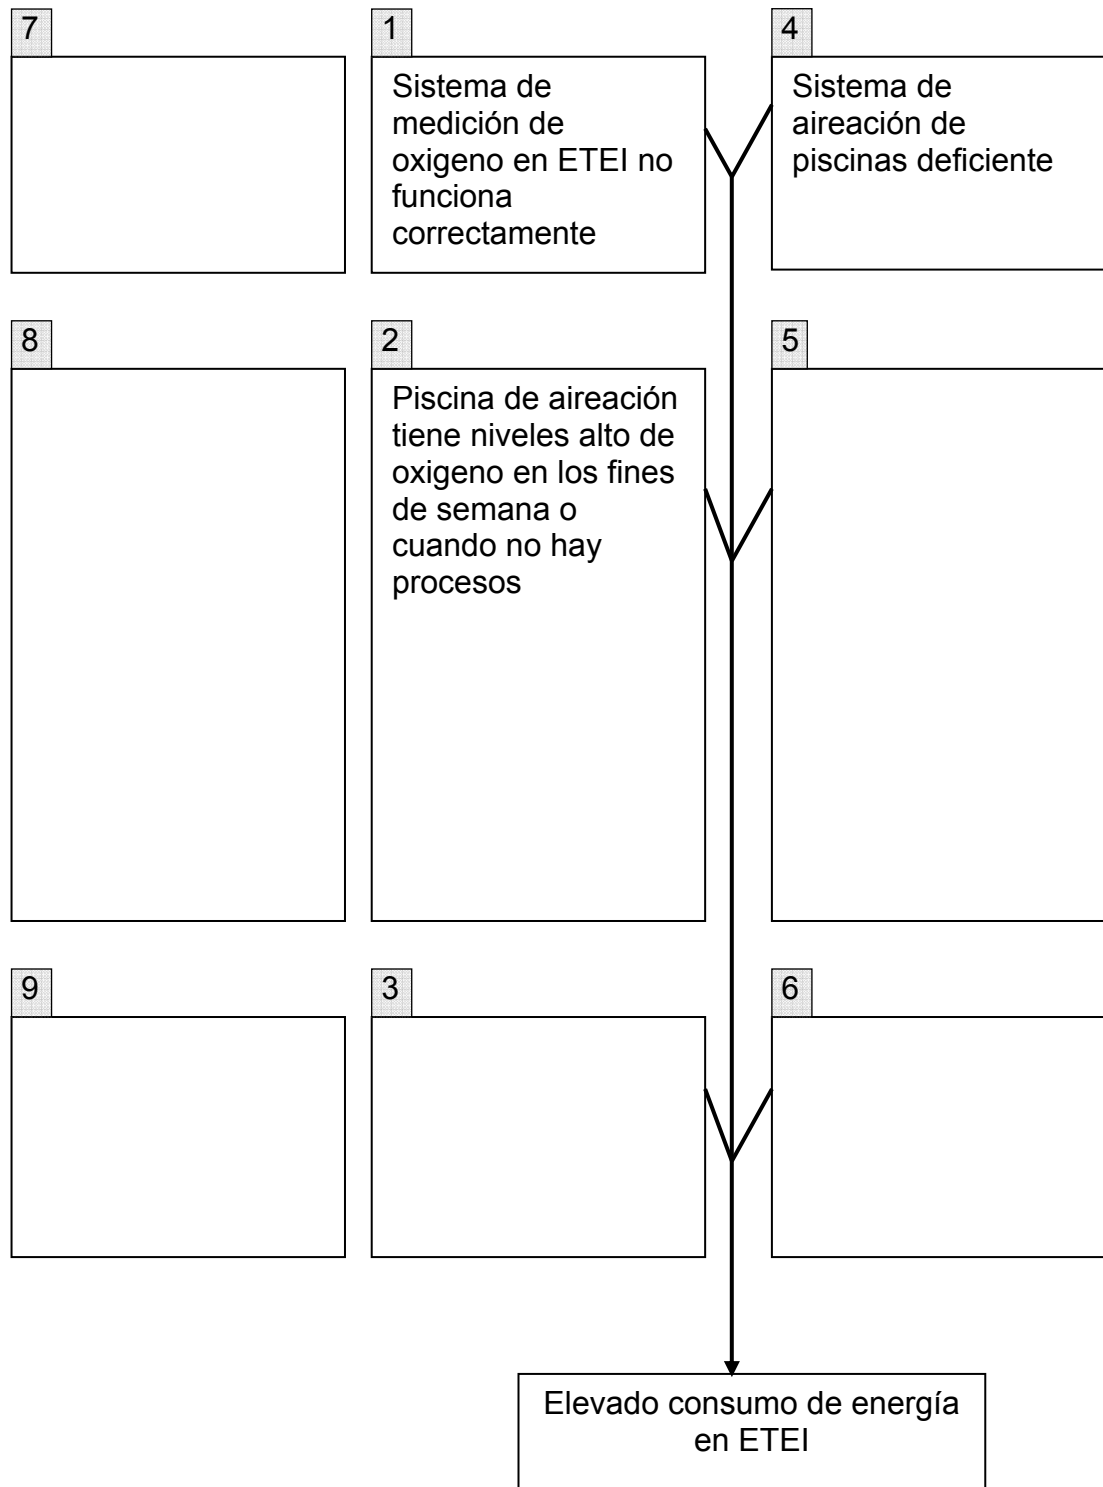 7
1
Sistema de
medición de
oxigeno en ETEI no
funciona
correctamente
4
Sistema de
aireación de
piscinas deficiente
8
2
Piscina de aireación
tiene niveles alto de
oxigeno en los fines
de semana o
cuando no hay
procesos
5
9
3
6
Elevado consumo de energía
en ETEI